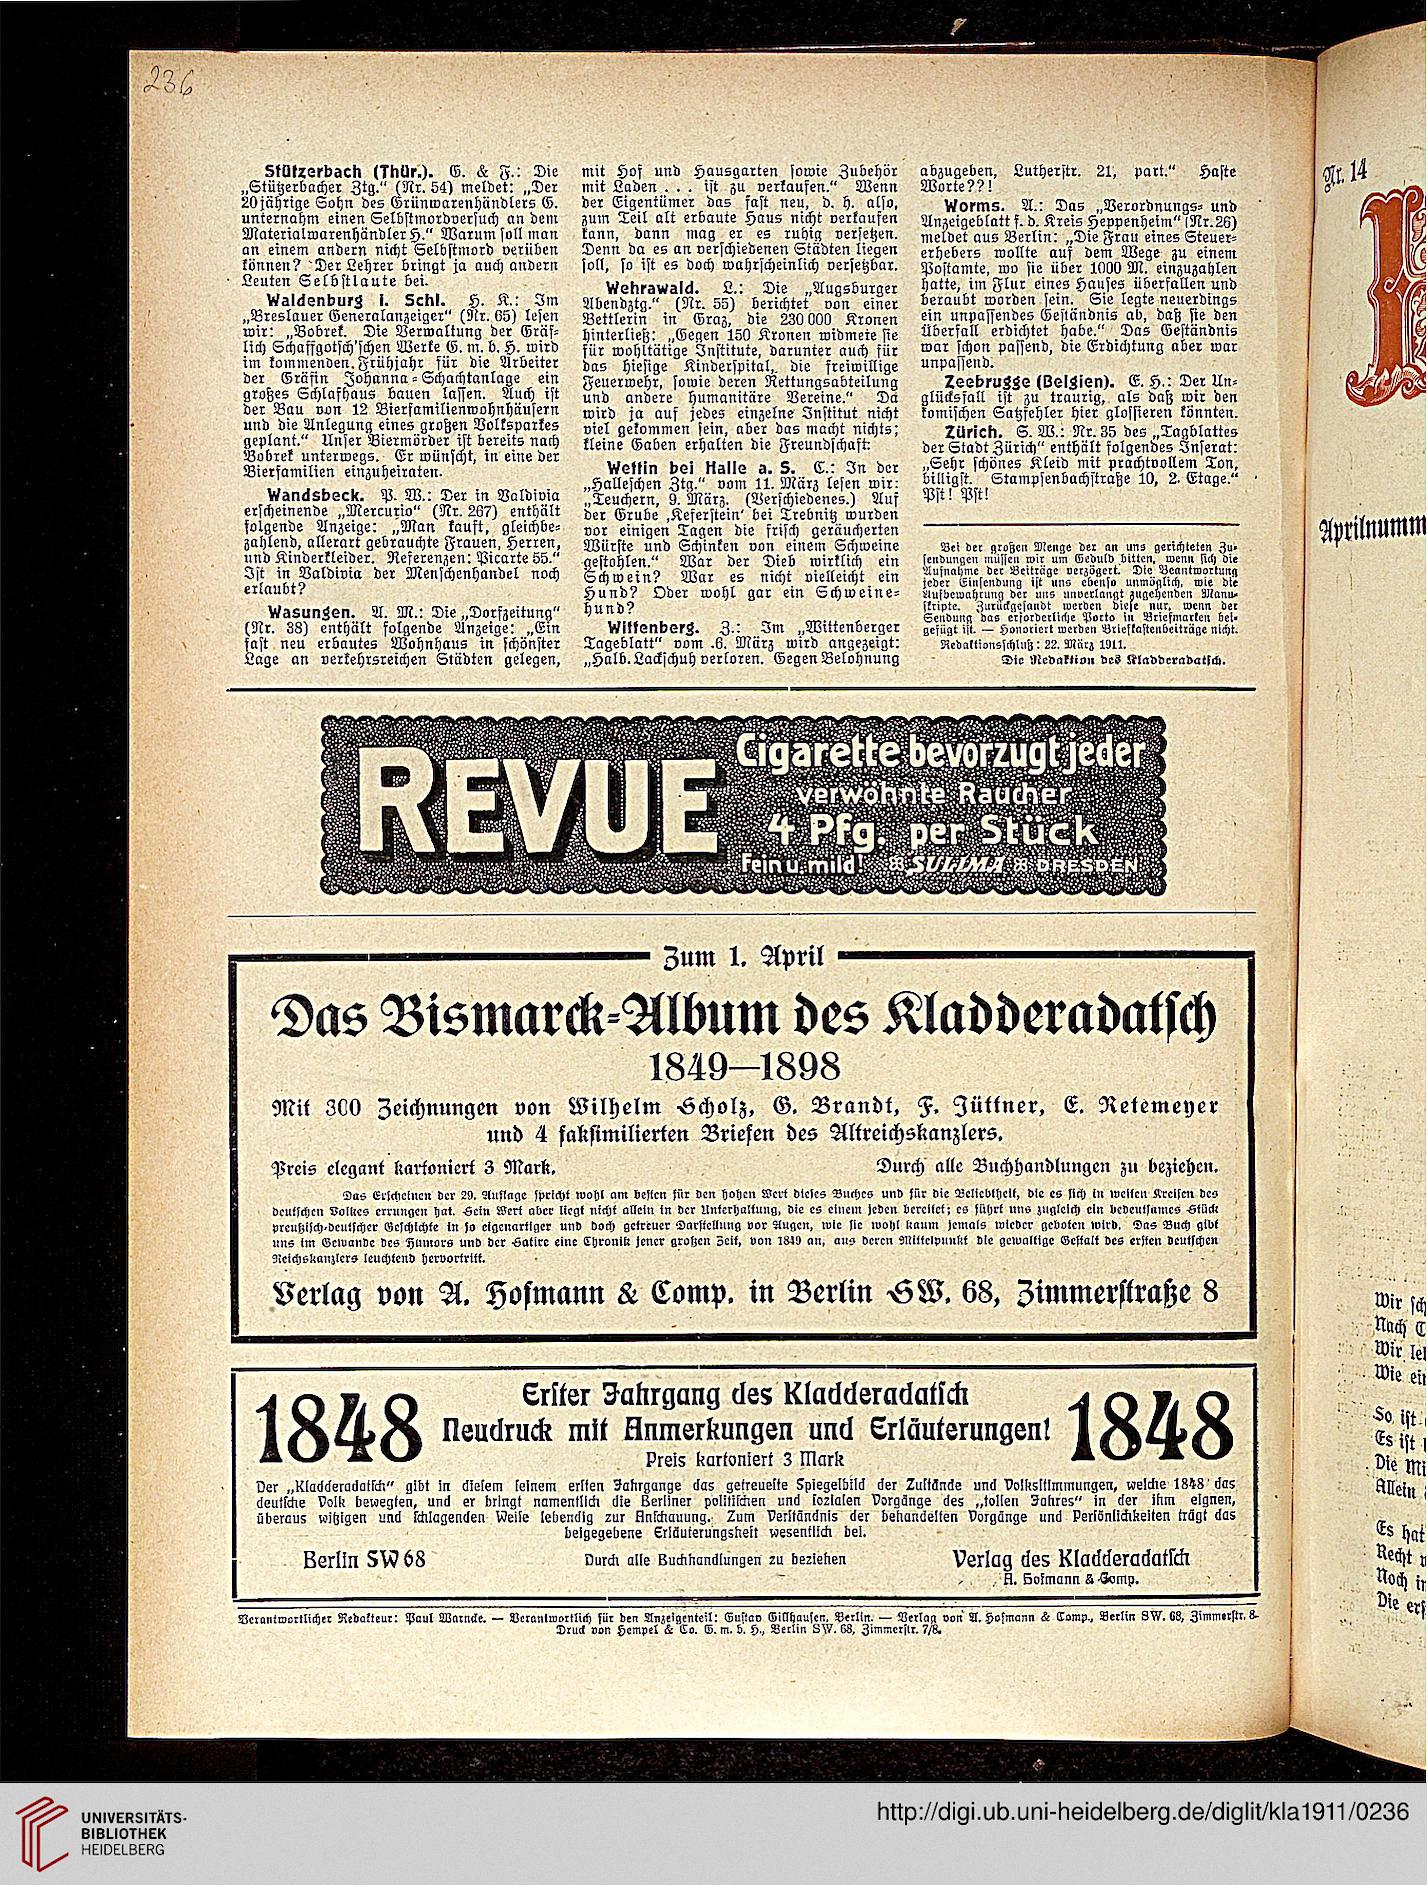 236
Stützerbach (Thür.). G. & F.: Die
„Stützerbacher Ztg.“ (Nr. 54) meldet: „Der
20jährige Sohn des Grünwarenhändlers G.
unternahm einen Selbstmordversuch an dem
Materialwarenhändler H.“ Warum soll man
an einem andern nicht Selbstmord verüben
können? Der Lehrer bringt ja auch andern
Leuten Selbstlaute bei.
Waldenburg i. Schl. H. K.: Im
„Breslauer Generalanzeiger“ (Nr. 65) lesen
wir: „Bobrek. Die Verwaltung der Gräf-
lich Schaffgotsch'schen Werke G. m. b. H. wird
im kommenden Frühjahr für die Arbeiter
der Gräfin Johanna-Schachtanlage ein
großes Schlafhaus bauen lassen. Auch ist
der Bau von 12 Bierfamilienwohnhäusern
und die Anlegung eines großen Volksparkes
geplant.“ Unser Biermörder ist bereits nach
Bobrek unterwegs. Er wünscht, in eine der
Bierfamilien einzuheiraten.
Wandsbeck. P. W.: Der in Valdivia
erscheinende „Mercurio“ (Nr. 267) enthält
folgende Anzeige: „Man kauft, gleichbe-
zahlend, allerart gebrauchte Frauen, Herren,
und Kinderkleider. Referenzen: Picarte 55.“
Ist in Valdivia der Menschenhandel noch
erlaubt?
Wasungen. A. M.: Die „Dorfzeitung“
(Nr. 38) enthält folgende Anzeige: „Ein
fast neu erbautes Wohnhaus in schönster
Lage an verkehrsreichen Städten gelegen,
mit Hof und Hausgarten sowie Zubehör
mit Laden . . . ist zu verkaufen.“ Wenn
der Eigentümer das fast neu, d. h. also,
zum Teil alt erbaute Haus nicht verkaufen
kann, dann mag er es ruhig versetzen.
Denn da es an verschiedenen Städten liegen
soll, so ist es doch wahrscheinlich versetzbar.
Wehrawald. L.: Die „Augsburger
Abendztg.“ (Nr. 55) berichtet von einer
Bettlerin in Graz, die 230 000 Kronen
hinterließ: „Gegen 150 Kronen widmete sie
für wohltätige Institute, darunter auch für
das hiesige Kinderspital, die freiwillige
Feuerwehr, sowie deren Rettungsabteilung
und andere humanitäre Vereine.“ Da
wird ja auf jedes einzelne Institut nicht
viel gekommen sein, aber das macht nichts;
kleine Gaben erhalten die Freundschaft.
Wettin bei Halle a. S. C.: In der
„Halleschen Ztg.“ vom 11. März lesen wir:
„Teuchern, 9. März. (Verschiedenes.) Auf
der Grube ‚Keferstein‘ bei Trebnitz wurden
vor einigen Tagen die frisch geräucherten
Würste und Schinken von einem Schweine
gestohlen.“ War der Dieb wirklich ein
Schwein? War es nicht vielleicht ein
Hund? Oder wohl gar ein Schweine-
hund?
Wittenberg. Z.: Im „Wittenberger
Tageblatt“ vom 6. März wird angezeigt:
„Halb. Lackschuh verloren. Gegen Belohnung
abzugeben, Lutherstr. 21, part.“ Haste
Worte??!
Worms. A.: Das „Verordnungs- und
Anzeigeblatt f. d. Kreis Heppenheim“ (Nr. 26)
meldet aus Berlin: „Die Frau eines Steuer-
erhebers wollte auf dem Wege zu einem
Postamte, wo sie über 1000 M. einzuzahlen
hatte, im Flur eines Hauses überfallen und
beraubt worden sein. Sie legte neuerdings
ein unpassendes Geständnis ab, daß sie den
Überfall erdichtet habe.“ Das Geständnis
war schon passend, die Erdichtung aber war
unpassend.
Zeebrugge (Belgien). E. H.: Der Un-
glücksfall ist zu traurig, als daß wir den
komischen Satzfehler hier glossieren könnten.
Zürich. S. W.: Nr. 35 des „Tagblattes
der Stadt Zürich“ enthält folgendes Inserat:
„Sehr schönes Kleid mit prachtvollem Ton,
billigst. Stampfenbachstraße 10, 2. Etage.“
Pst! Pst!
Bei der großen Menge der an uns gerichteten Zu-
sendungen müssen wir um Geduld bitten, wenn sich die
Aufnahme der Beiträge verzögert. Die Beantwortung
jeder Einsendung ist uns ebenso unmöglich, wie die
Aufbewahrung der uns unverlangt zugehenden Manu-
skripte. Zurückgesandt werden diese nur, wenn der
Sendung das erforderliche Porto in Briefmarken bei-
gefügt ist. — Honoriert werden Briefkastenbeiträge nicht.
Redaktionsschluß: 22. März 1911.
Die Redaktion des Kladderadatsch.
REVUE
Cigarette bevorzugt jeder
verwöhnte Raucher
4 Pfg. per Stück
Fein u. mild! SULIMA DRESDEN
Zum 1. April
Das Bismarck-Album des Kladderadatsch
1849—1898
Mit 300 Zeichnungen von Wilhelm Scholz, G. Brandt, F. Jüttner, E. Retemeyer
und 4 faksimilierten Briefen des Altreichskanzlers.
Preis elegant kartoniert 3 Mark. Durch alle Buchhandlungen zu beziehen.
Das Erscheinen der 29. Auflage spricht wohl am besten für den hohen Wert dieses Buches und für die Beliebtheit, die es sich in weiten Kreisen des
deutschen Volkes errungen hat. Sein Wert aber liegt nicht allein in der Unterhaltung, die es einem jeden bereitet; es führt uns zugleich ein bedeutsames Stück
preußisch-deutscher Geschichte in so eigenartiger und doch getreuer Darstellung vor Augen, wie sie wohl kaum jemals wieder geboten wird. Das Buch gibt
uns im Gewande des Humors und der Satire eine Chronik jener großen Zeit, von 1849 an, aus deren Mittelpunkt die gewaltige Gestalt des ersten deutschen
Reichskanzlers leuchtend hervortritt.
Verlag von A. Hofmann & Comp. in Berlin SW. 68, Zimmerstraße 8
1848 Erster Jahrgang des Kladderadatsch 1848
Neudruck mit Anmerkungen und Erläuterungen!
Preis kartoniert 3 Mark
Der „Kladderadatsch“ gibt in diesem seinem ersten Jahrgange das getreueste Spiegelbild der Zustände und Volksstimmungen, welche 1848 das
deutsche Volk bewegten, und er bringt namentlich die Berliner politischen und sozialen Vorgänge des „tollen Jahres“ in der ihm eignen,
überaus witzigen und schlagenden Weise lebendig zur Anschauung. Zum Verständnis der behandelten Vorgänge und Persönlichkeiten trägt das
beigegebene Erläuterungsheft wesentlich bei.
Berlin SW 68 Durch alle Buchhandlungen zu beziehen Verlag des Kladderadatsch
A. Hofmann & Comp.
Verantwortlicher Redakteur: Paul Warncke. — Verantwortlich für den Anzeigenteil: Gustav Gillhausen, Berlin. — Verlag von A. Hofmann & Comp., Berlin SW. 68, Zimmerstr. 8.
Druck von Hempel & Co. G. m. b. H., Berlin SW. 68, Zimmerstr. 7/8.
Nr. 14
Aprilnumm
Wir sch
Nach
Wir
Wie ein
So ist
Es ist
Die
Allein
Es hat
Recht
Noch
Die
UNIVERSITÄTS-
BIBLIOTHEK
HEIDELBERG
http://digi.ub.uni-heidelberg.de/diglit/kla1911/0236